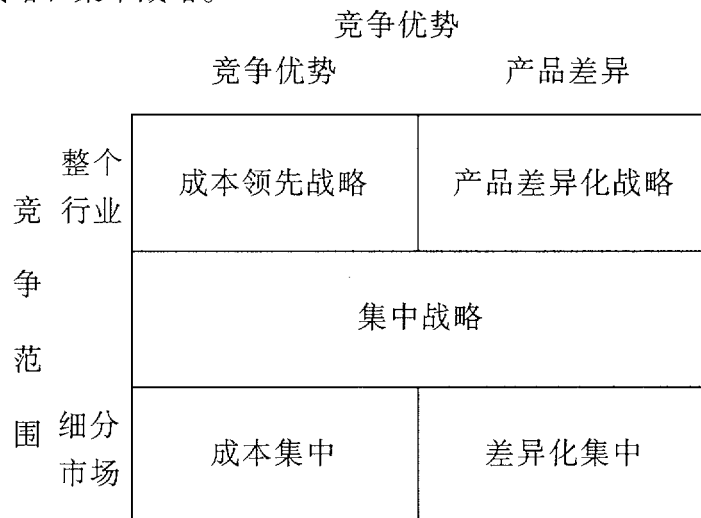 竞争优势
竞争优势 产品差异
整个
行业
成本领先战略 产品差异化战略
竞
争
范
围
集中战略
细分
市场
成本集中 差异化集中